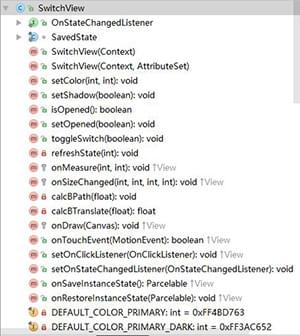 SwitchView
OnStateChangedListener
SavedState
SwitchView(Context)
SwitchView(Context, AttributeSet)
setColor(int, int): void
setShadow(boolean): void
isOpened(): boolean
setOpened(boolean): void
toggleSwitch(boolean): void
refreshState(int): void
onMeasure(int, int): void ↑View
onSizeChanged(int, int, int, int): void ↑View
calcBPath(float): void
calcBTranslate(float): float
onDraw(Canvas): void ↑View
onTouchEvent(MotionEvent): boolean ↑View
setOnClickListener(OnClickListener): void ↑View
setOnStateChangedListener(OnStateChangedListener): void
onSaveInstanceState(): Parcelable ↑View
onRestoreInstanceState(Parcelable): void ↑View
DEFAULT_COLOR_PRIMARY: int = 0xFF4BD763
DEFAULT_COLOR_PRIMARY_DARK: int = 0xFF3AC652